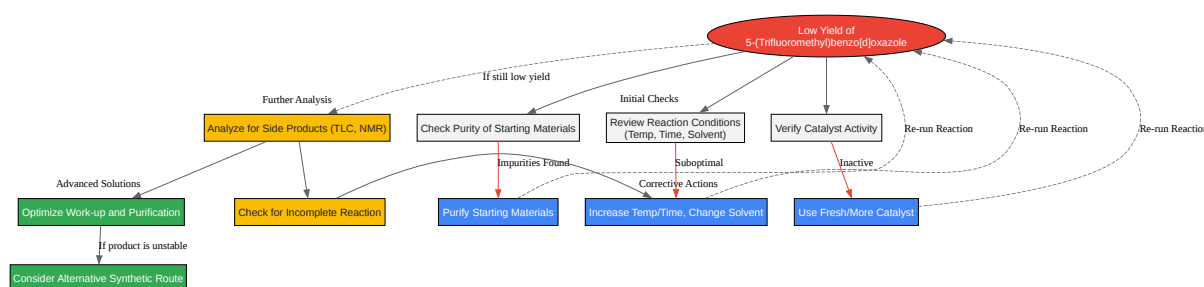 Low Yield of
5-(Trifluoromethyl)benzo[d]oxazole
If still low yield
Further Analysis
Initial Checks
Analyze for Side Products (TLC, NMR)
Check Purity of Starting Materials
Review Reaction Conditions
(Temp, Time, Solvent)
Verify Catalyst Activity
Re-run Reaction
Re-run Reaction
Re-run Reaction
Impurities Found
Suboptimal
Inactive
Advanced Solutions
Corrective Actions
Optimize Work-up and Purification
Check for Incomplete Reaction
Purify Starting Materials
Increase Temp/Time, Change Solvent
Use Fresh/More Catalyst
If product is unstable
Consider Alternative Synthetic Route